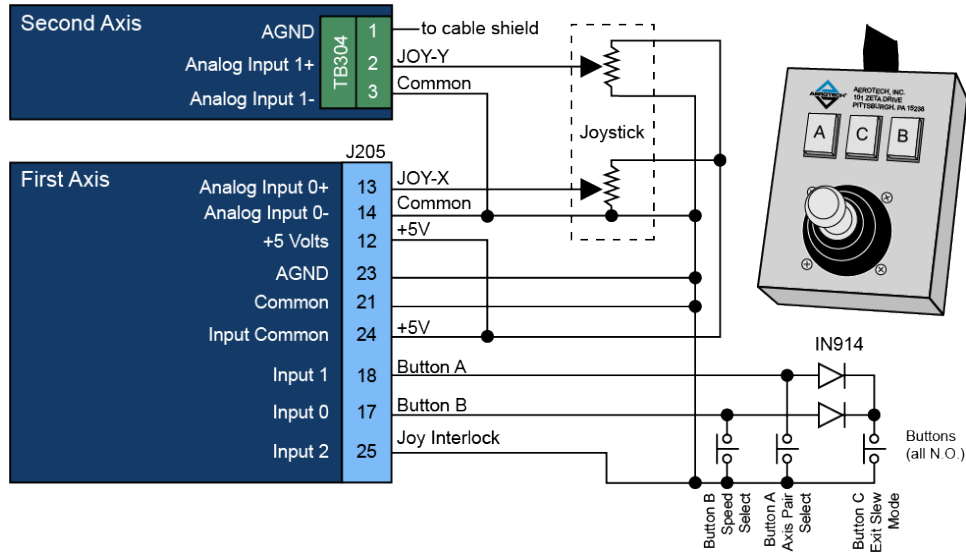 Second Axis
AGND 1 to cable shield
Analog Input 1+ 2 JOY-Y
Analog Input 1- 3 Common
TB304
Joystick
AEROTECH
AEROTECH, INC.
101 ZETA DRIVE
PITTSBURGH, PA 15238
A C B
J205
First Axis
Analog Input 0+ 13 JOY-X
Analog Input 0- 14 Common
+5 Volts 12 +5V
AGND 23
Common 21
Input Common 24 +5V
Input 1 18 Button A
Input 0 17 Button B
Input 2 25 Joy Interlock
IN914
Buttons
(all N.O.)
Button B
Speed
Select
Button A
Axis Pair
Select
Button C
Exit Slew
Mode